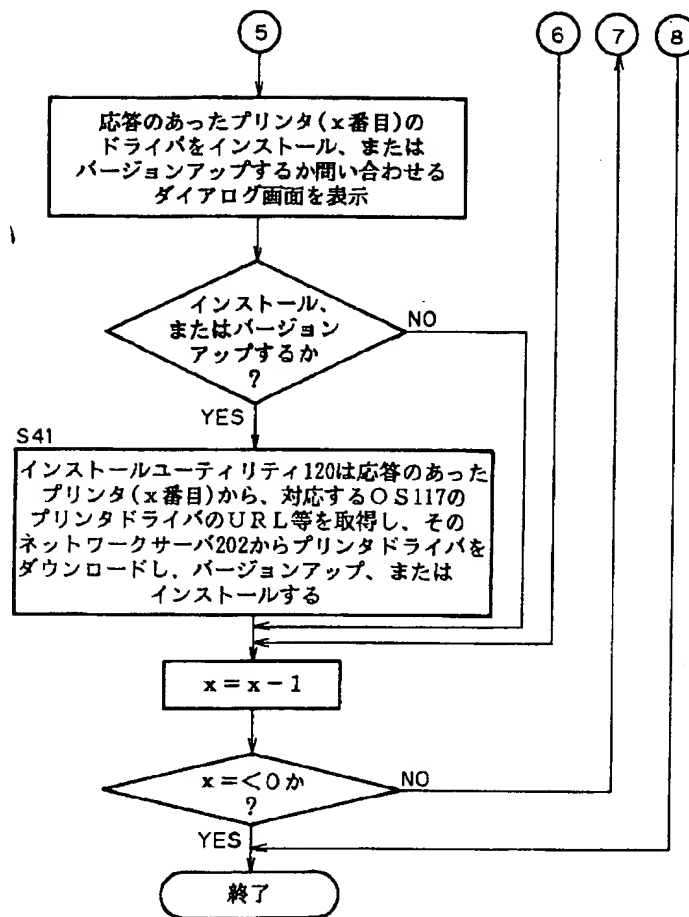 5
6
7
8
応答のあったプリンタ(x番目)の
ドライバをインストール、または
バージョンアップするか問い合わせる
ダイアログ画面を表示
インストール、
またはバージョン
アップするか
?
NO
YES
S41
インストールユーティリティ120は応答のあった
プリンタ(x番目)から、対応するOS117の
プリンタドライバのURL等を取得し、その
ネットワークサーバ202からプリンタドライバを
ダウンロードし、バージョンアップ、または
インストールする
x=x-1
x=<0か
?
NO
YES
終了